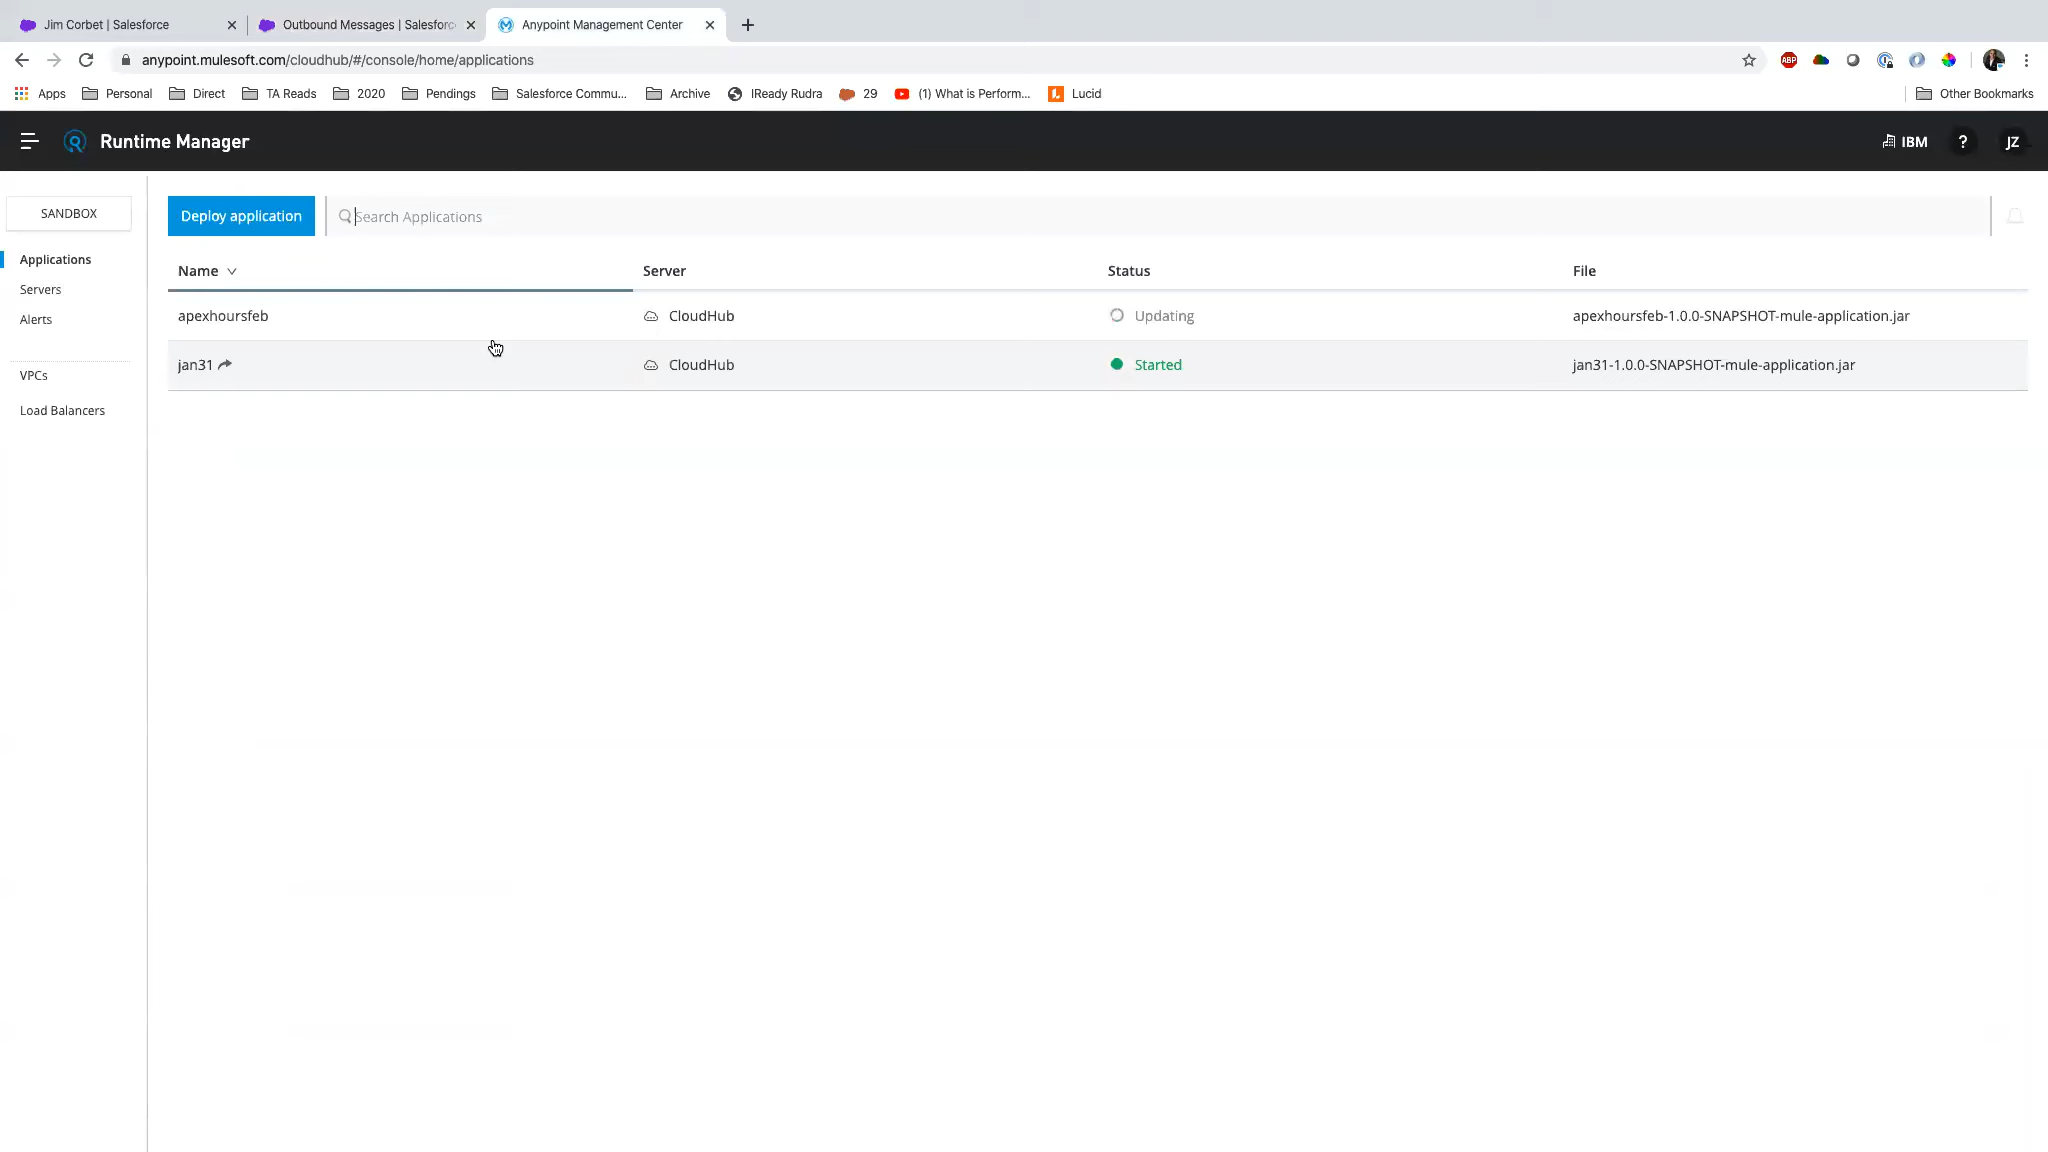 Jim Corbet | Salesforce
Outbound Messages | Salesforc
Anypoint Management Center
anypoint.mulesoft.com/cloudhub/#/console/home/applications
ABP
Apps Personal Direct TA Reads 2020 Pendings Salesforce Commu... Archive IReady Rudra 29 (1) What is Perform... Lucid Other Bookmarks
Runtime Manager
IBM ? JZ
SANDBOX
Applications
Servers
Alerts
VPCs
Load Balancers
Deploy application
Search Applications
Name Server Status File
apexhoursfeb CloudHub Updating apexhoursfeb-1.0.0-SNAPSHOT-mule-application.jar
jan31 CloudHub Started jan31-1.0.0-SNAPSHOT-mule-application.jar